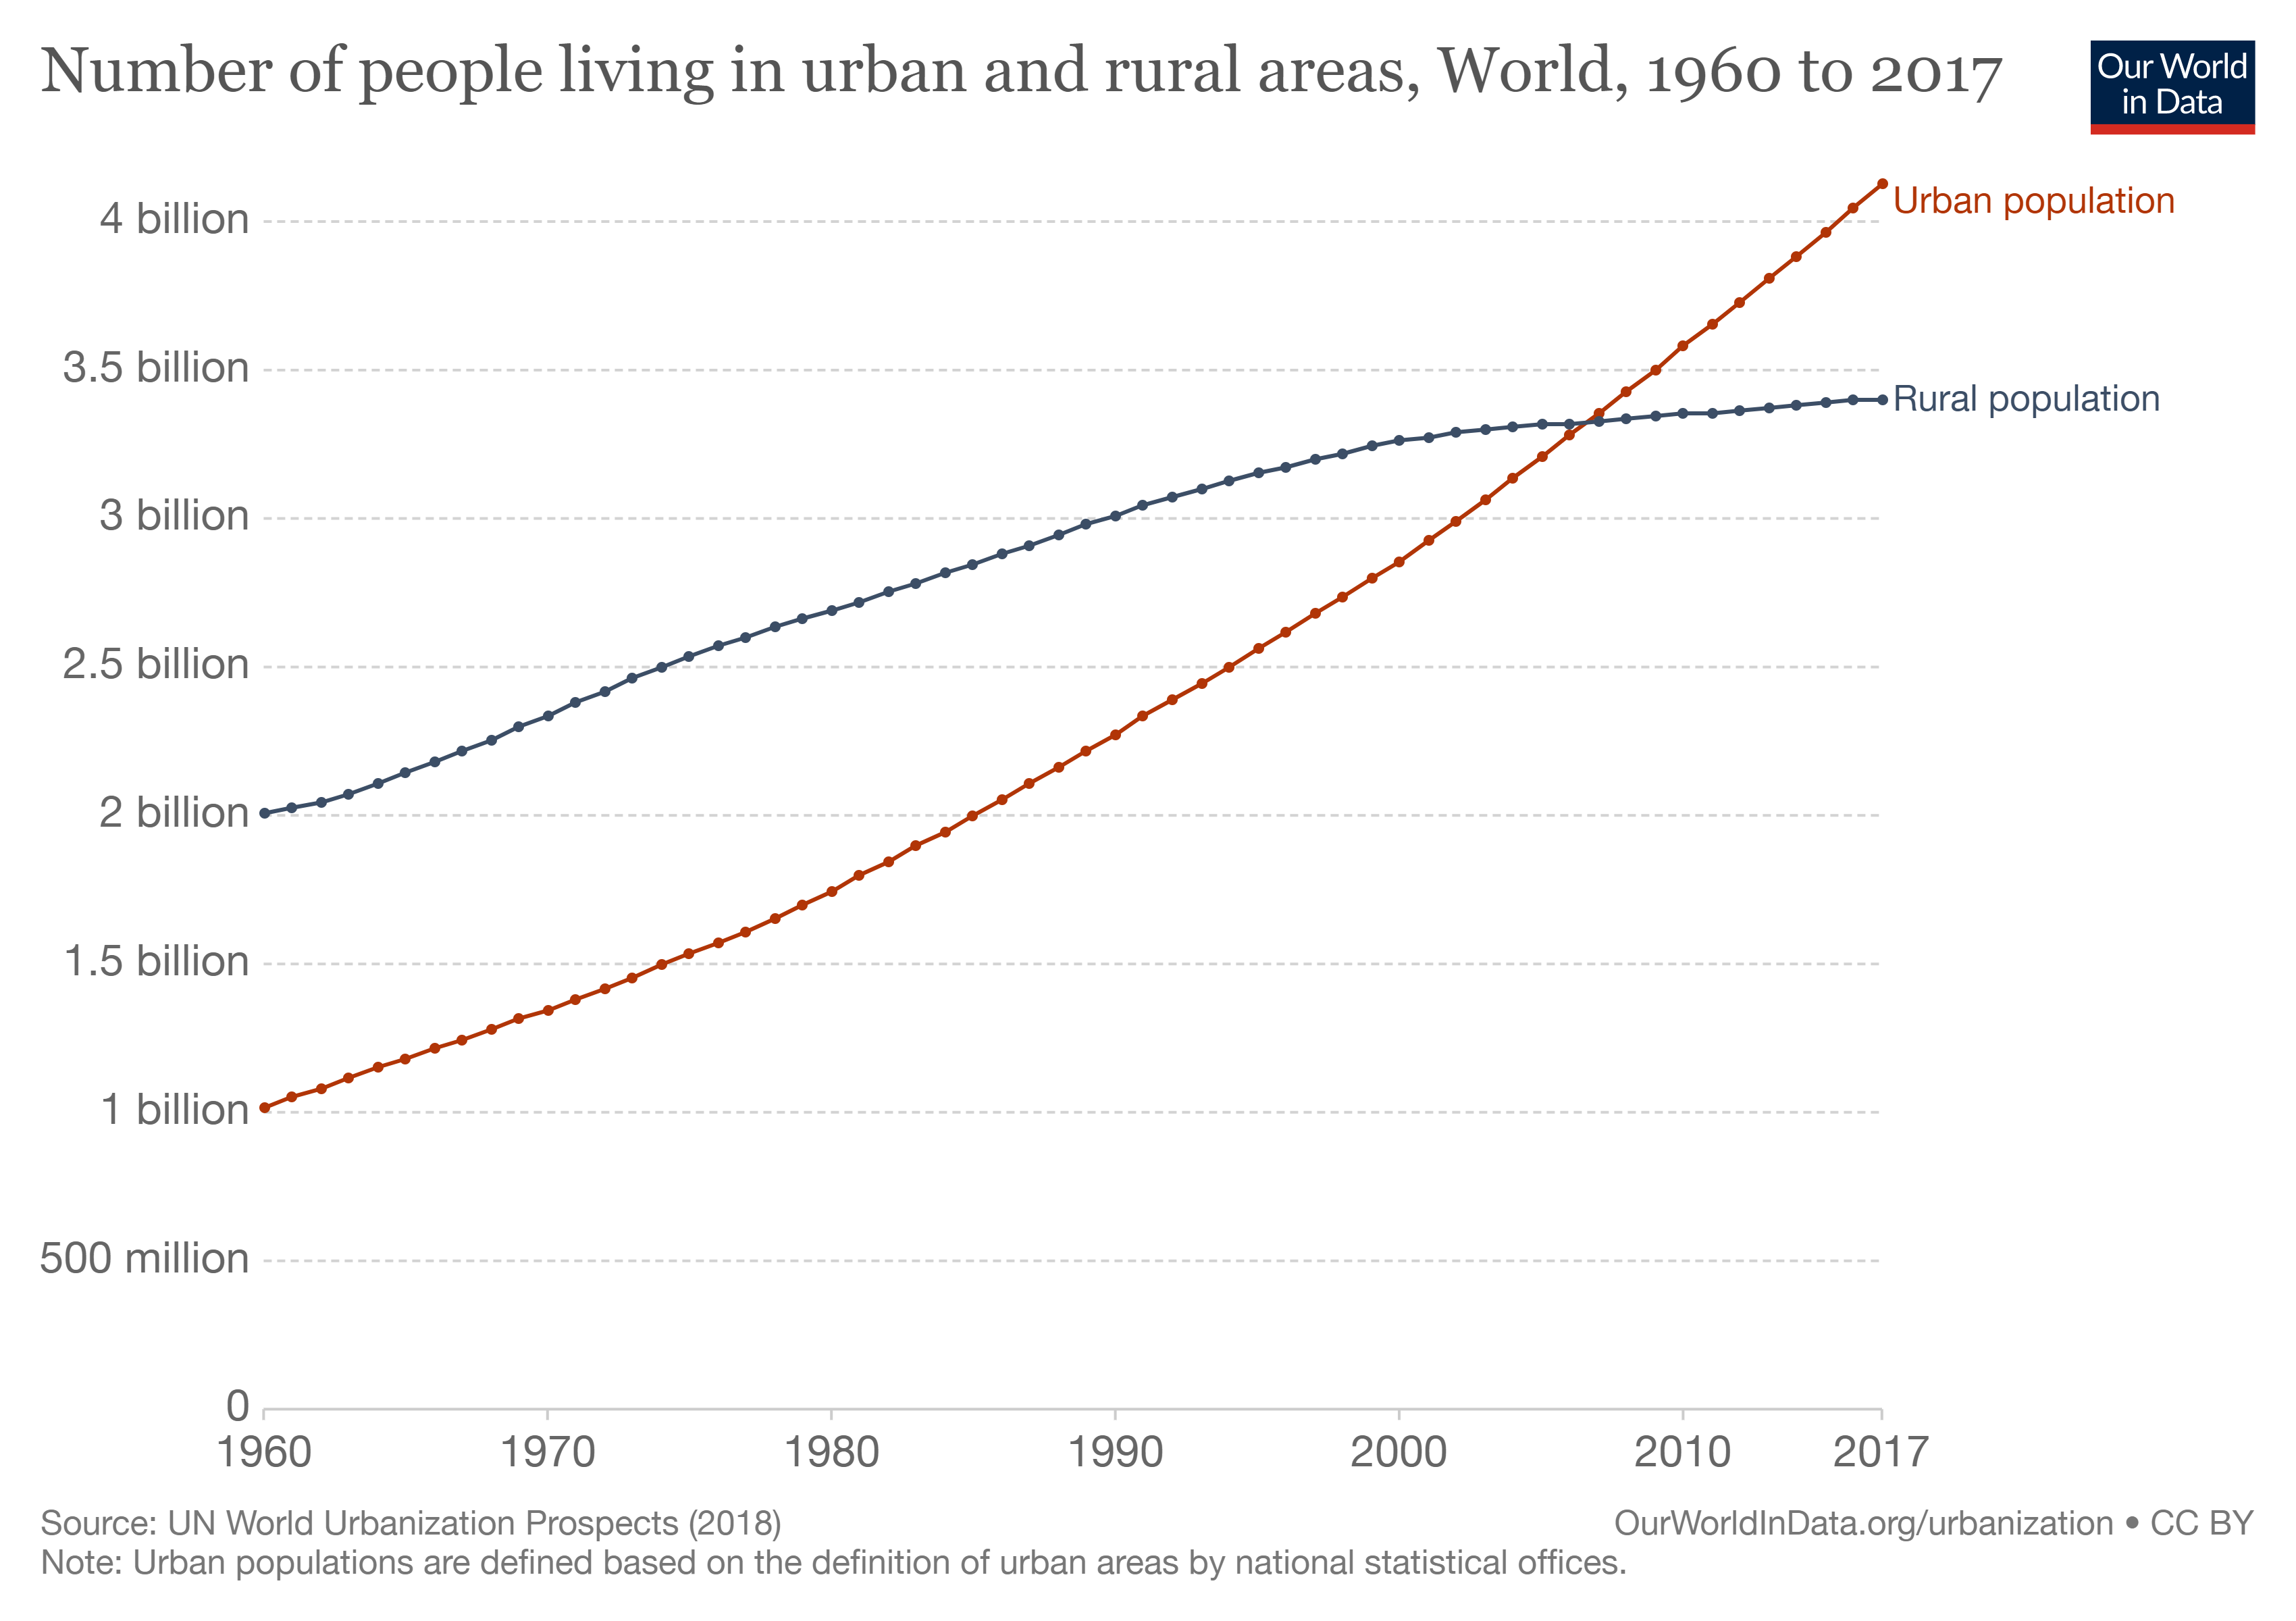 Number of people living in urban and rural areas, World, 1960 to 2017
Our World
in Data
4 billion
3.5 billion
3 billion
2.5 billion
2 billion
1.5 billion
1 billion
500 million
0
Urban population
Rural population
1960
1970
1980
1990
2000
2010
2017
Source: UN World Urbanization Prospects (2018)
OurWorldInData.org/urbanization • CC BY
Note: Urban populations are defined based on the definition of urban areas by national statistical offices.